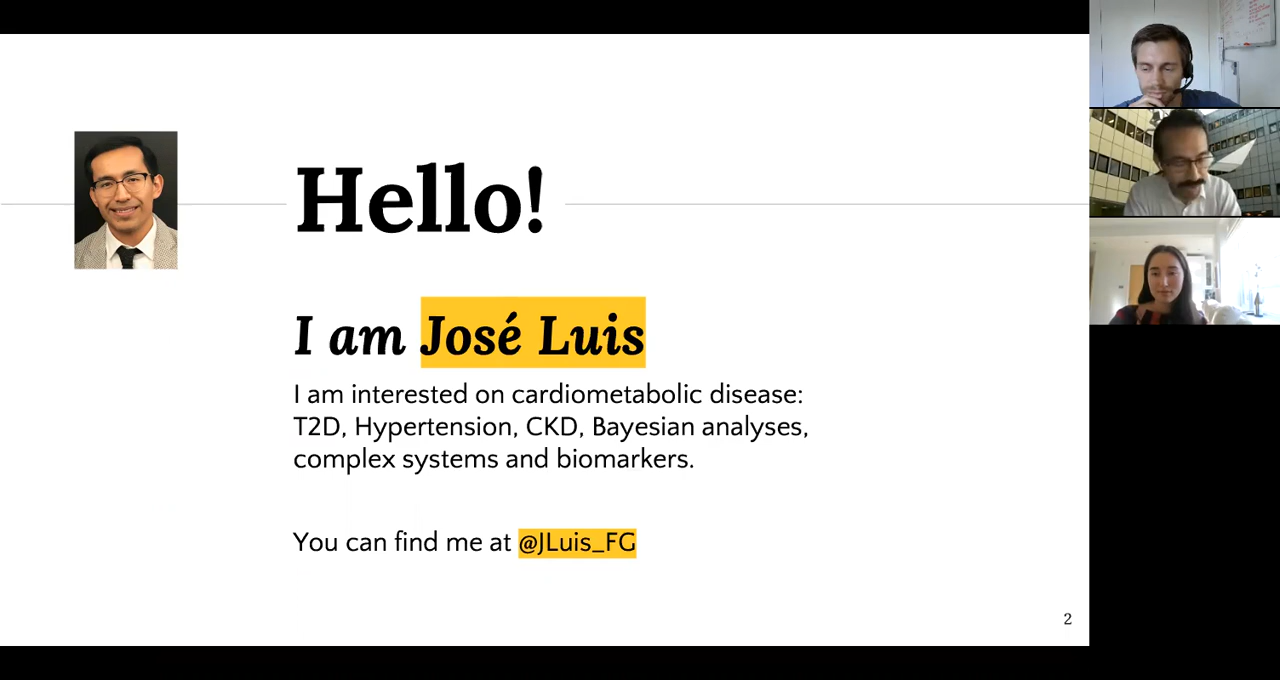 Hello!
I am José Luis
I am interested on cardiometabolic disease:
T2D, Hypertension, CKD, Bayesian analyses,
complex systems and biomarkers.
You can find me at @JLuis_FG
2